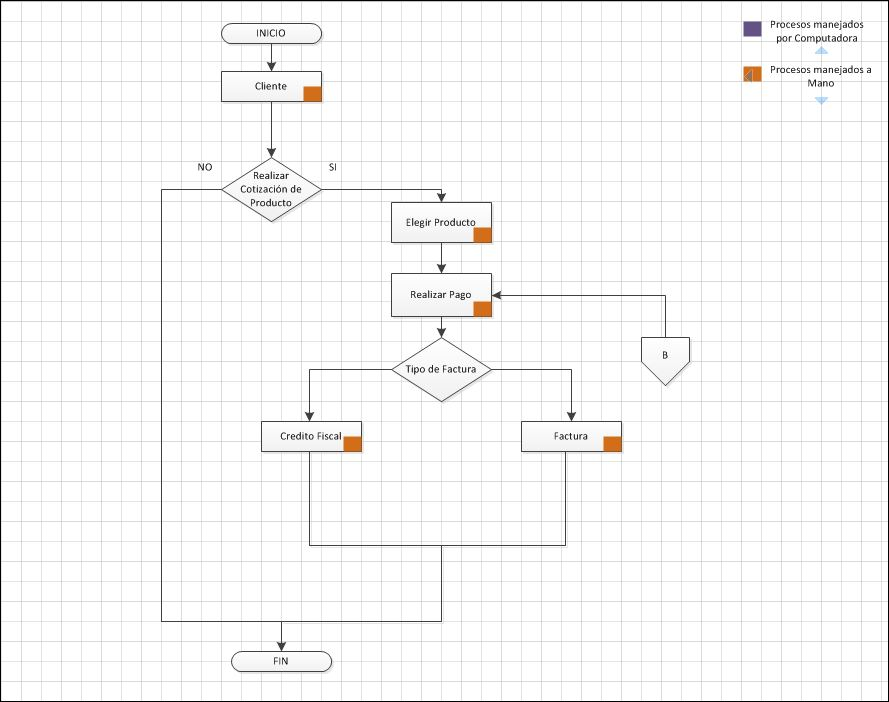 INICIO
Procesos manejados
por Computadora
Procesos manejados a
Mano
Cliente
NO
SI
Realizar
Cotización de
Producto
Elegir Producto
Realizar Pago
B
Tipo de Factura
Credito Fiscal
Factura
FIN